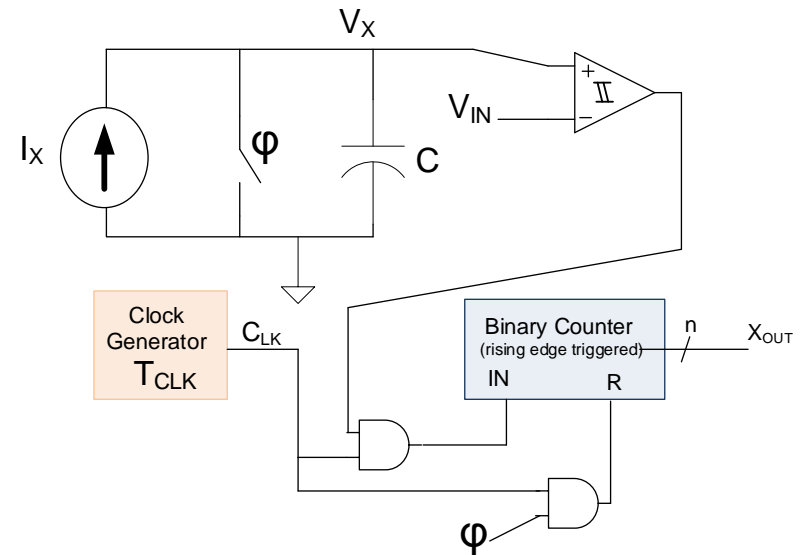 V_X
+
V_IN
−
I_X
φ
C
Clock
Generator
T_CLK
C_LK
Binary Counter
(rising edge triggered)
IN
R
n
X_OUT
φ